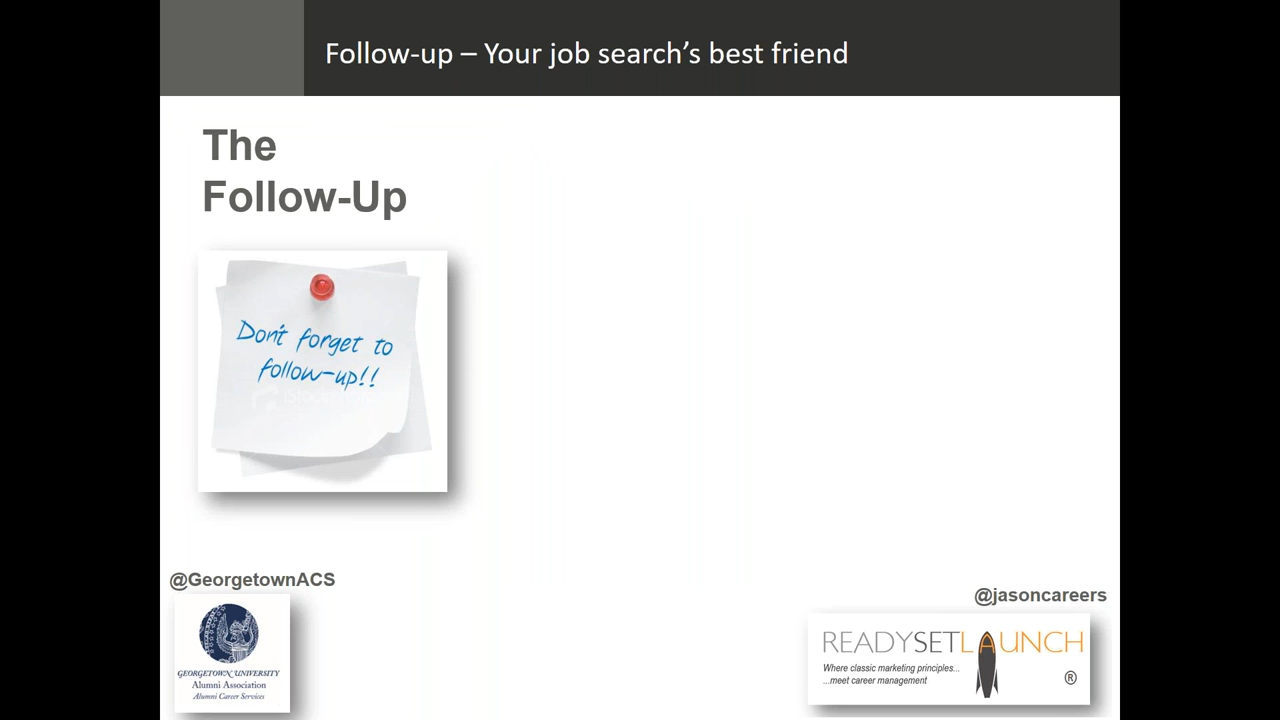 Follow-up – Your job search's best friend
The
Follow-Up
Don't forget to
follow-up!!
@GeorgetownACS
GEORGETOWN UNIVERSITY
Alumni Association
Alumni Career Services
@jasoncareers
READYSETLAUNCH
Where classic marketing principles...
...meet career management
®